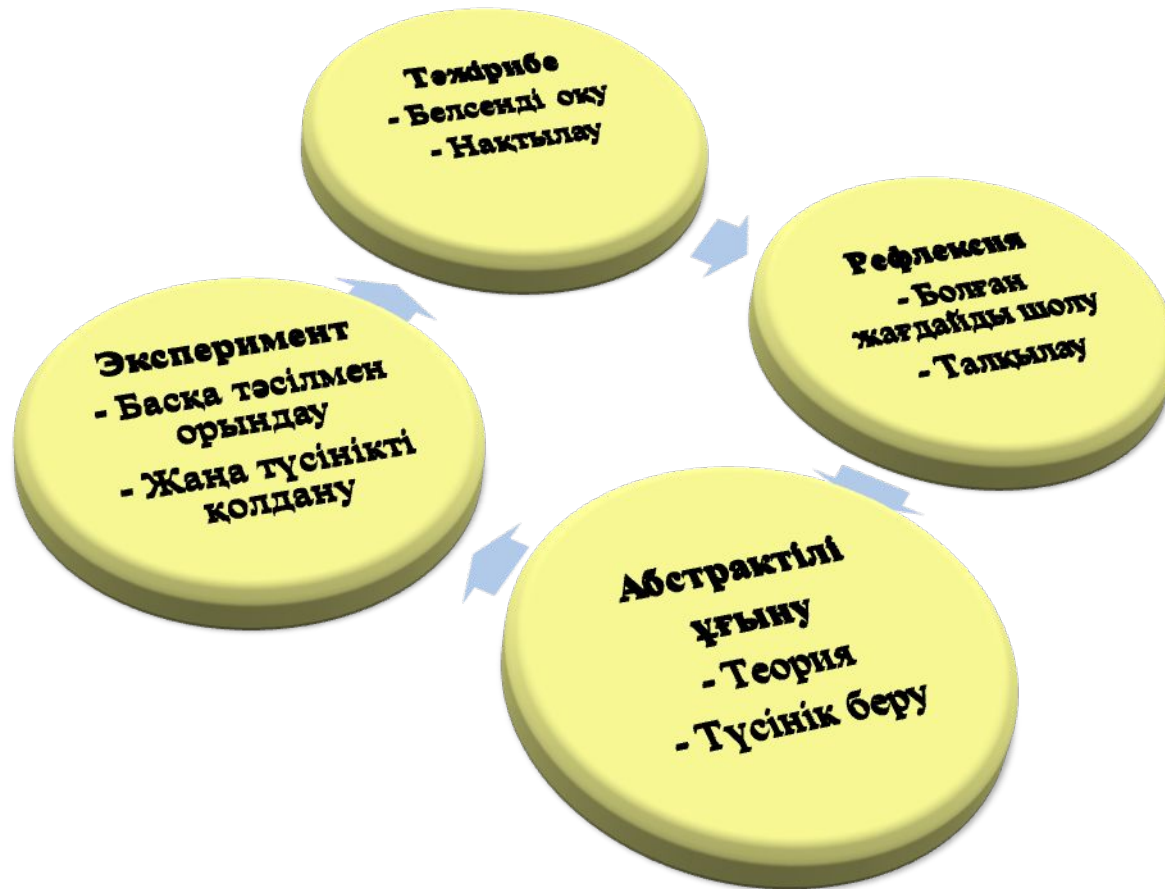 Тәжірибе
- Белсенді оқу
- Нақтылау
Рефлексия
- Болған
жағдайды шолу
- Талқылау
Абстрактілі
ұғыну
- Теория
- Түсінік беру
Эксперимент
- Басқа тәсілмен
орындау
- Жаңа түсінікті
қолдану